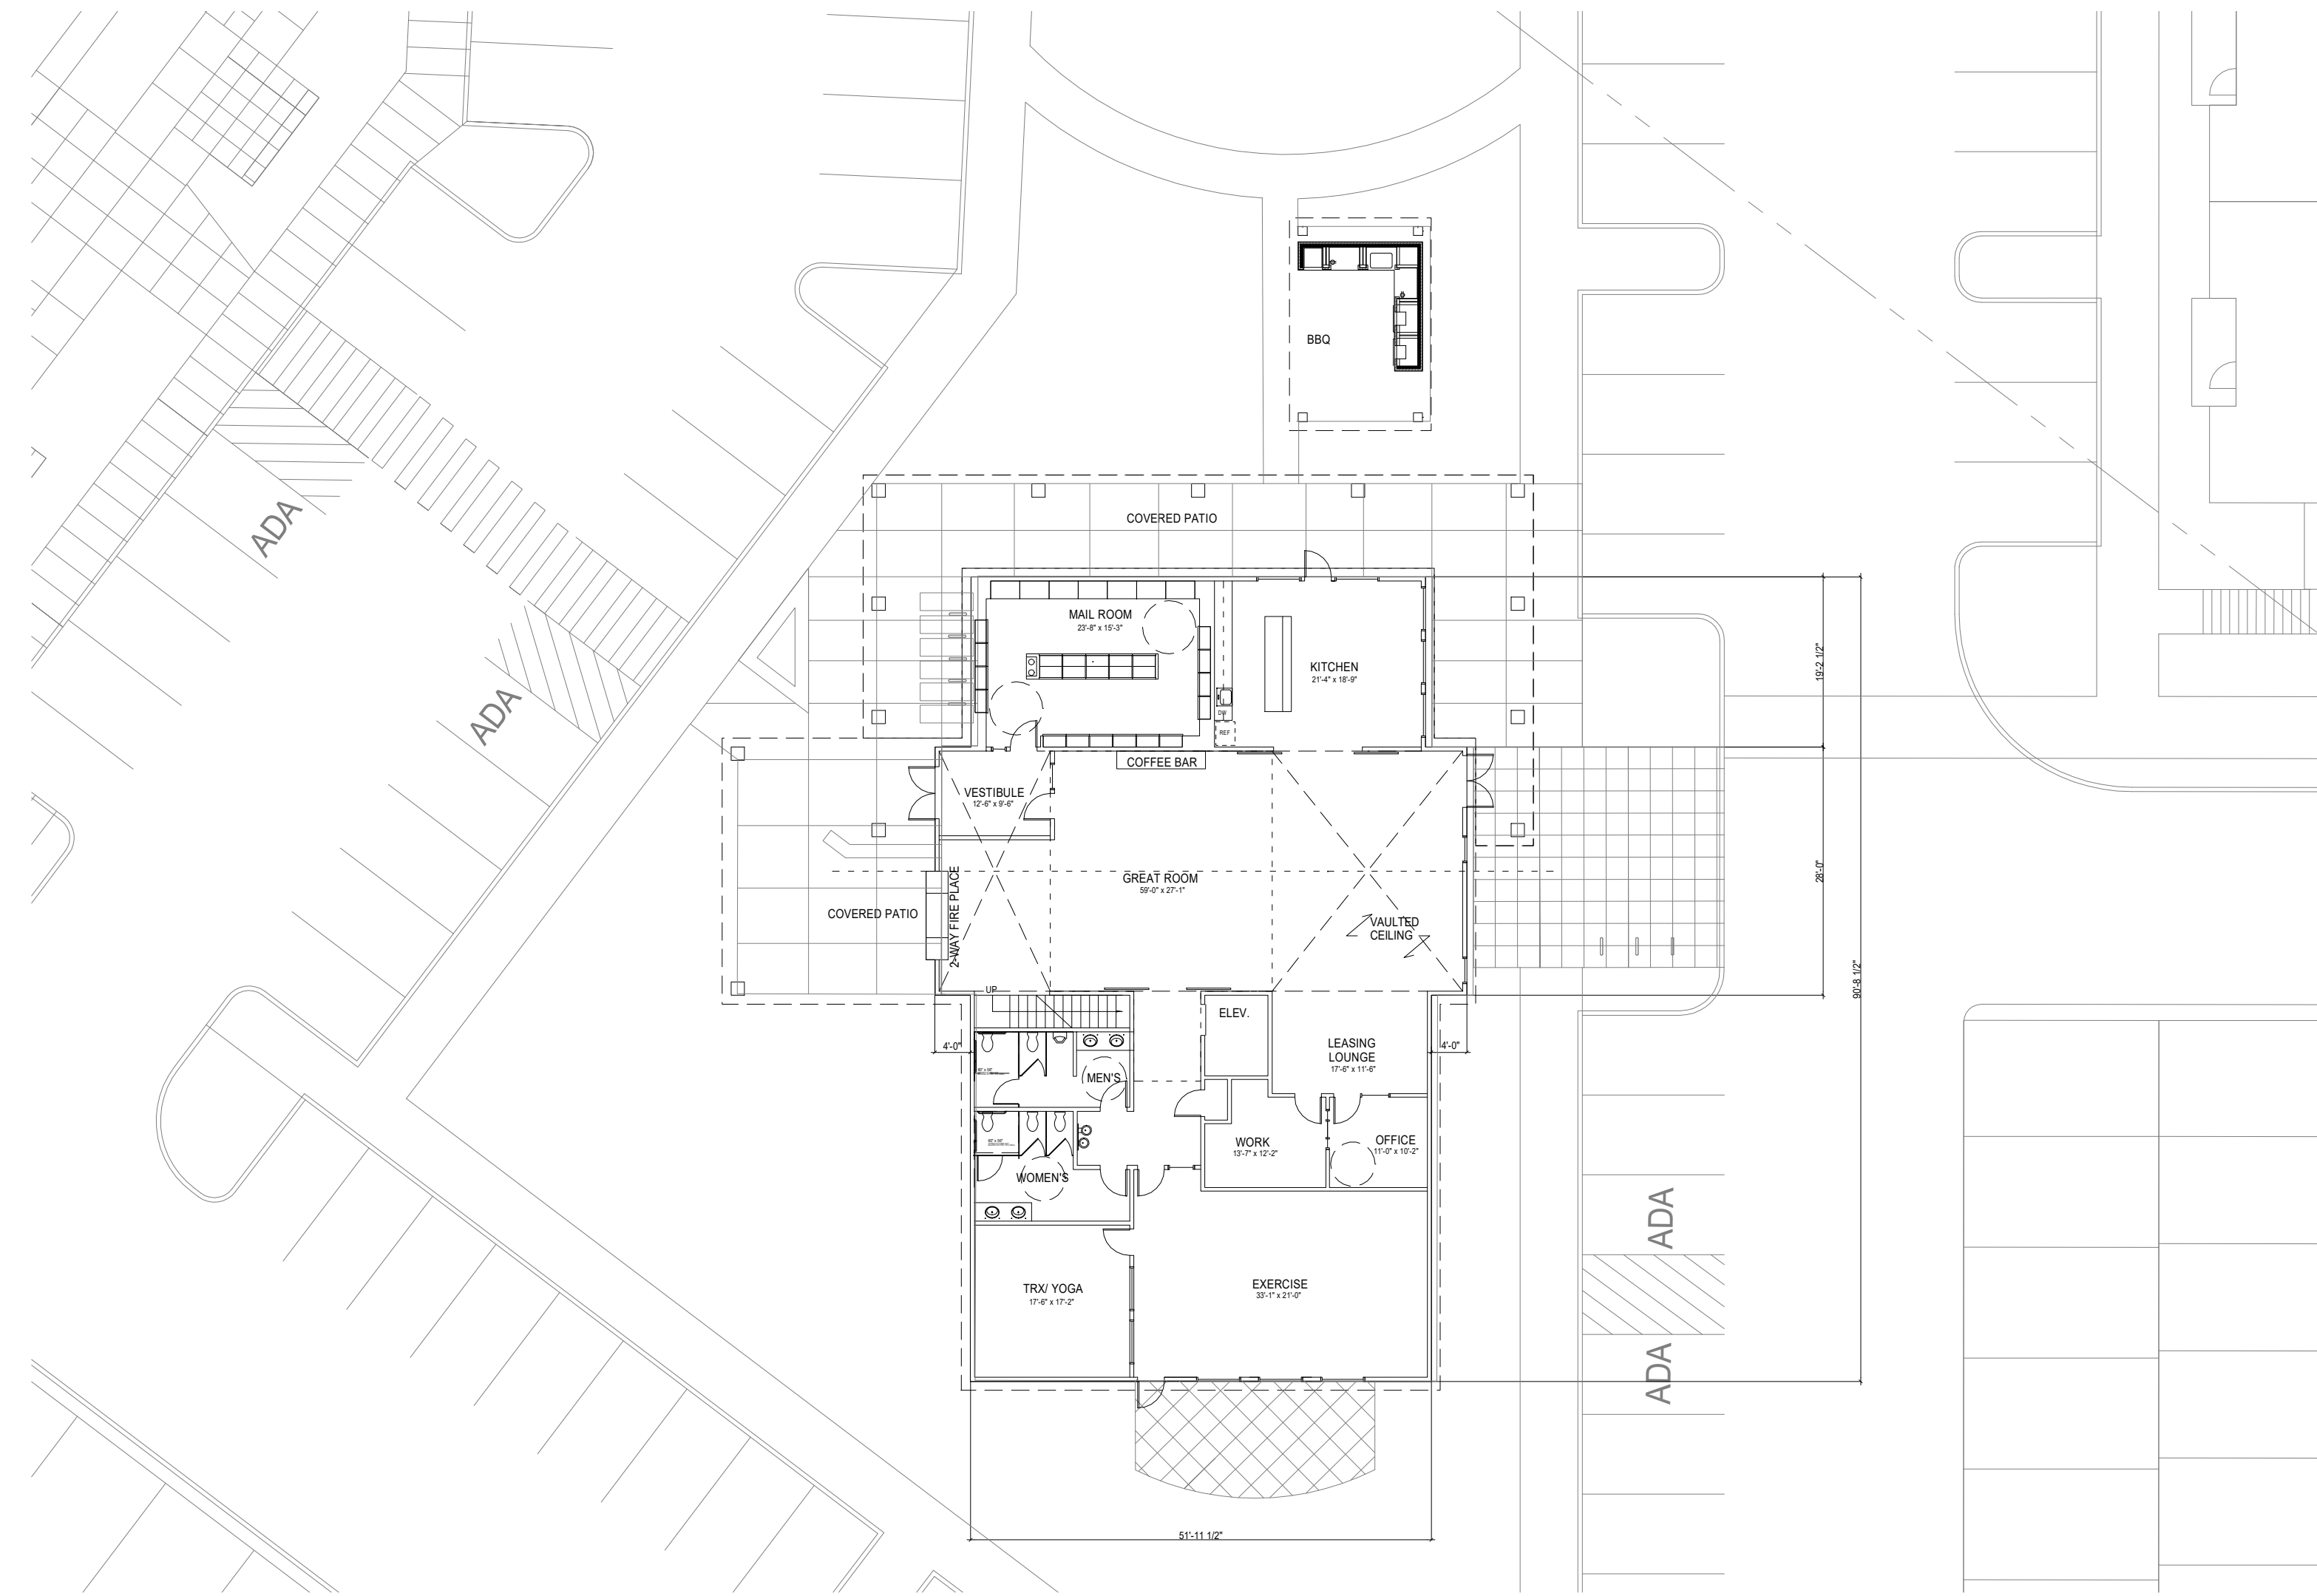 BBQ
ADA
COVERED PATIO
MAIL ROOM
23'-8" x 15'-3"
KITCHEN
21'-4" x 18'-9"
19'-2 1/2"
ADA
DW
REF
COFFEE BAR
VESTIBULE
12'-6" x 9'-6"
GREAT ROOM
59'-0" x 27'-1"
28'-0"
2-WAY FIRE PLACE
COVERED PATIO
VAULTED
CEILING
90'-8 1/2"
UP
ELEV.
4'-0"
4'-0"
LEASING
LOUNGE
17'-6" x 11'-6"
MEN'S
WORK
13'-7" x 12'-2"
OFFICE
11'-0" x 10'-2"
WOMEN'S
ADA
TRX/ YOGA
17'-6" x 17'-2"
EXERCISE
33'-1" x 21'-0"
ADA
51'-11 1/2"